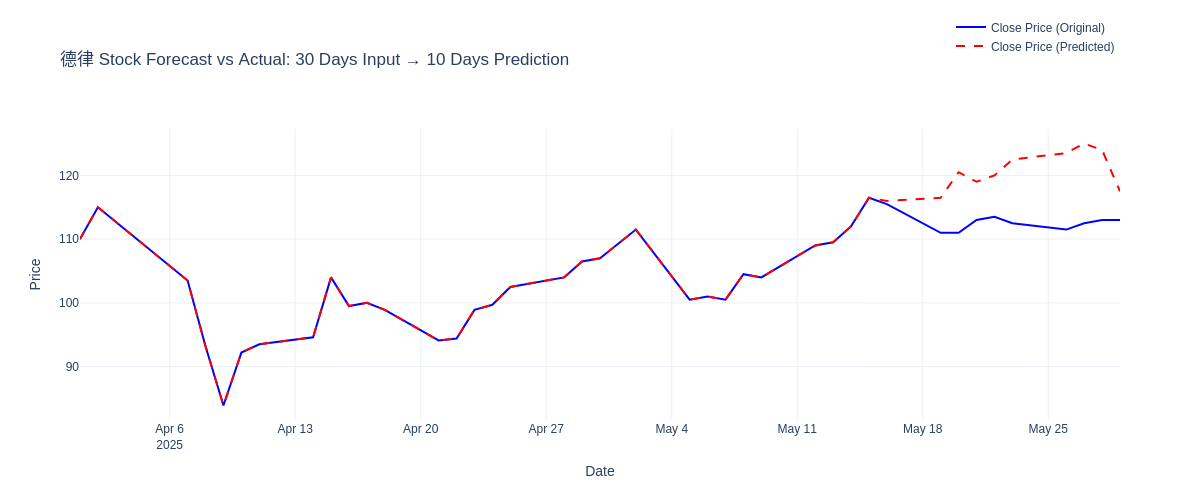 德律 Stock Forecast vs Actual: 30 Days Input → 10 Days Prediction
Close Price (Original)
Close Price (Predicted)
Price
120
110
100
90
Apr 6
2025
Apr 13
Apr 20
Apr 27
May 4
May 11
May 18
May 25
Date